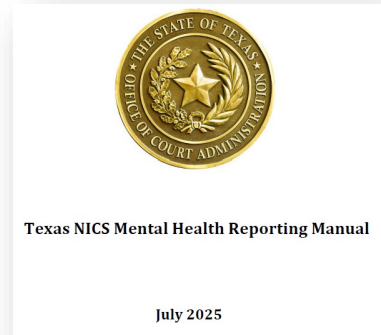 ★ THE STATE OF TEXAS ★
OFFICE OF COURT ADMINISTRATION
Texas NICS Mental Health Reporting Manual
July 2025